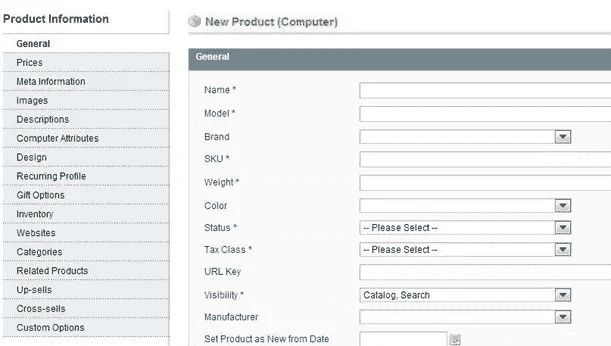 Product Information
General
Prices
Meta Information
Images
Descriptions
Computer Attributes
Design
Recurring Profile
Gift Options
Inventory
Websites
Categories
Related Products
Up-sells
Cross-sells
Custom Options
New Product (Computer)
General
Name *
Model *
Brand
SKU *
Weight *
Color
Status * -- Please Select --
Tax Class * -- Please Select --
URL Key
Visibility * Catalog, Search
Manufacturer
Set Product as New from Date